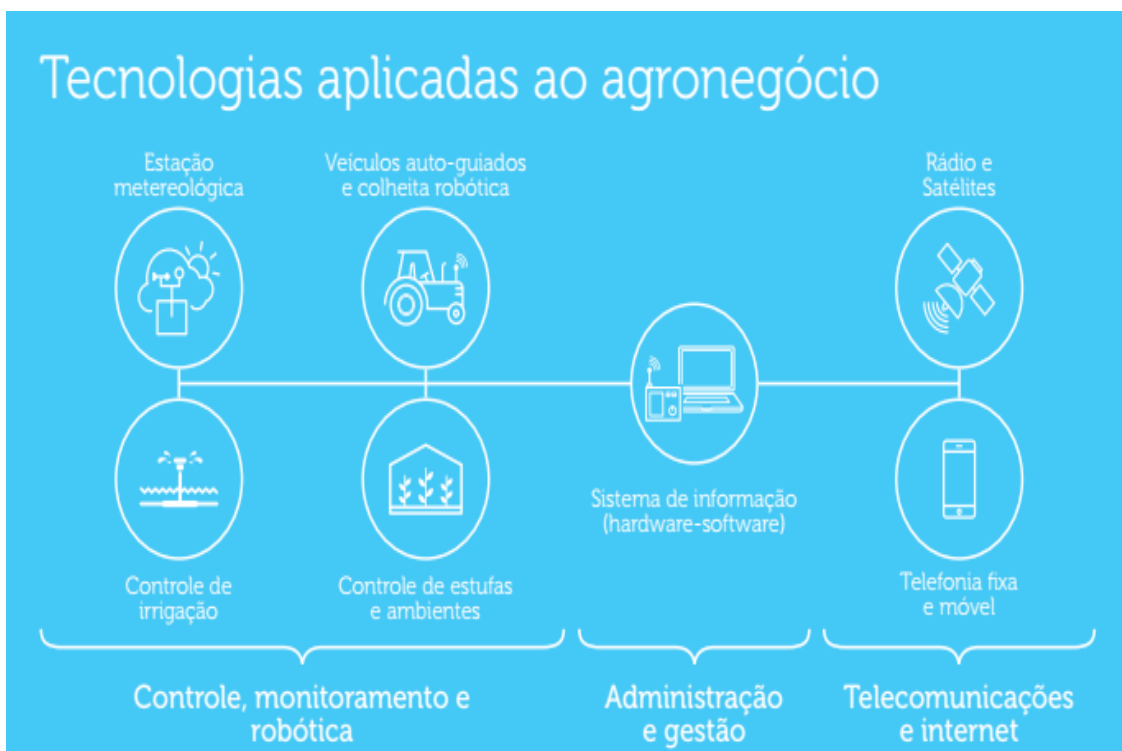 Tecnologias aplicadas ao agronegócio
Estação
metereológica
Veículos auto-guiados
e colheita robótica
Rádio e
Satélites
Sistema de informação
(hardware-software)
Controle de
irrigação
Controle de estufas
e ambientes
Telefonia fixa
e móvel
Controle, monitoramento e
robótica
Administração
e gestão
Telecomunicações
e internet